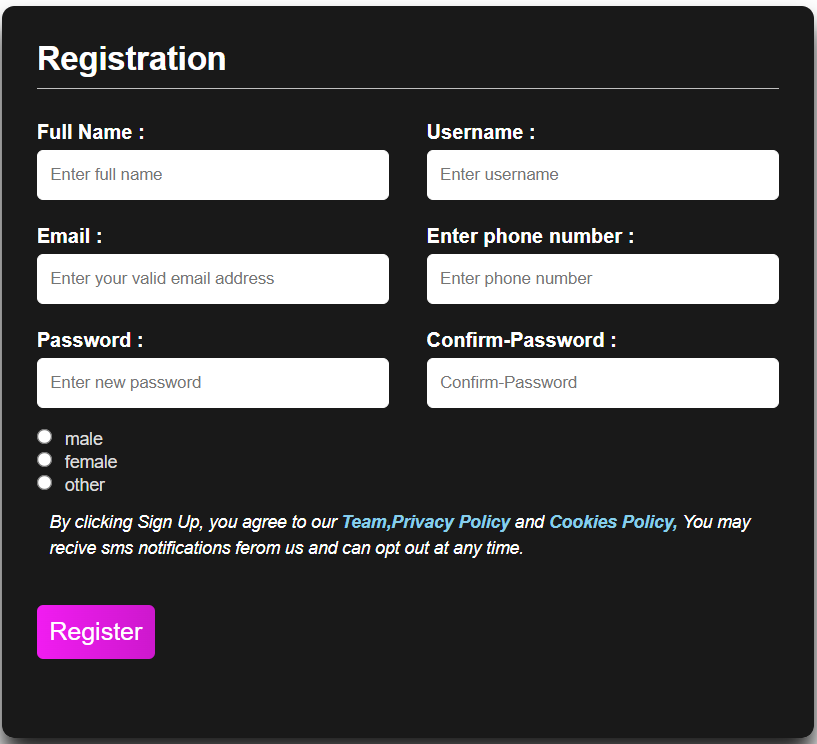 Registration
Full Name :
Username :
Enter full name
Enter username
Email :
Enter phone number :
Enter your valid email address
Enter phone number
Password :
Confirm-Password :
Enter new password
Confirm-Password
male
female
other
By clicking Sign Up, you agree to our Team,Privacy Policy and Cookies Policy, You may
recive sms notifications ferom us and can opt out at any time.
Register